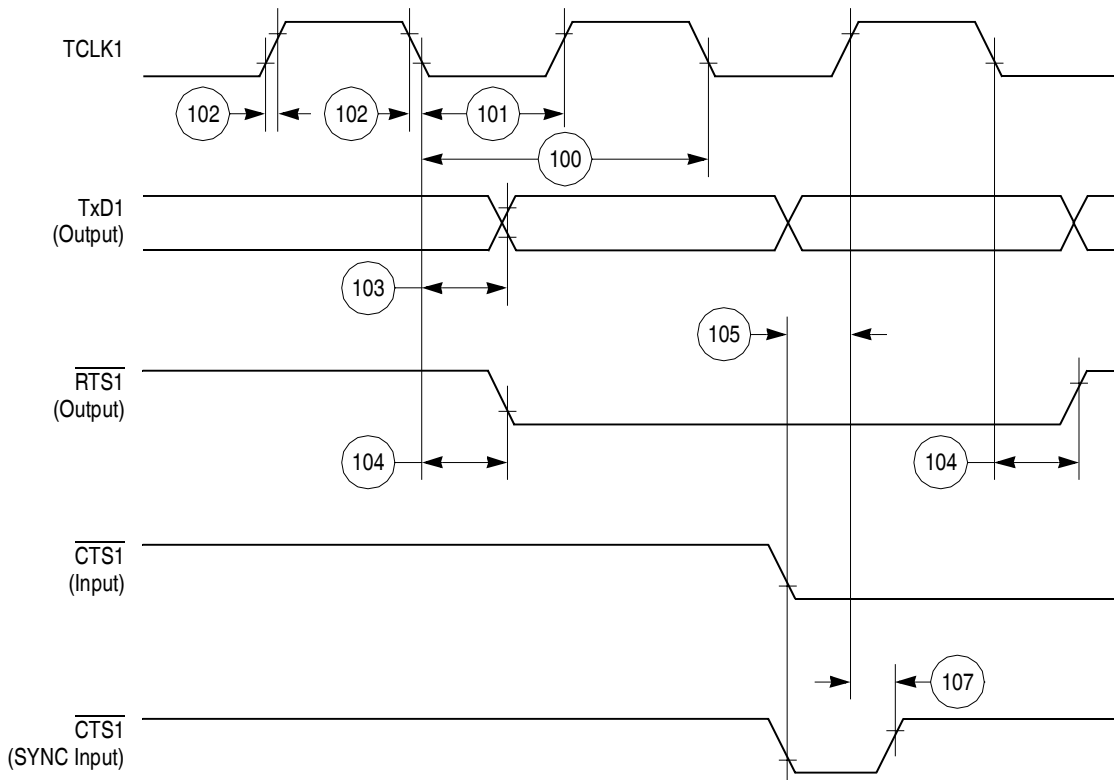 TCLK1
102
102
101
100
TxD1
(Output)
103
105
RTS1
(Output)
104
104
CTS1
(Input)
107
CTS1
(SYNC Input)